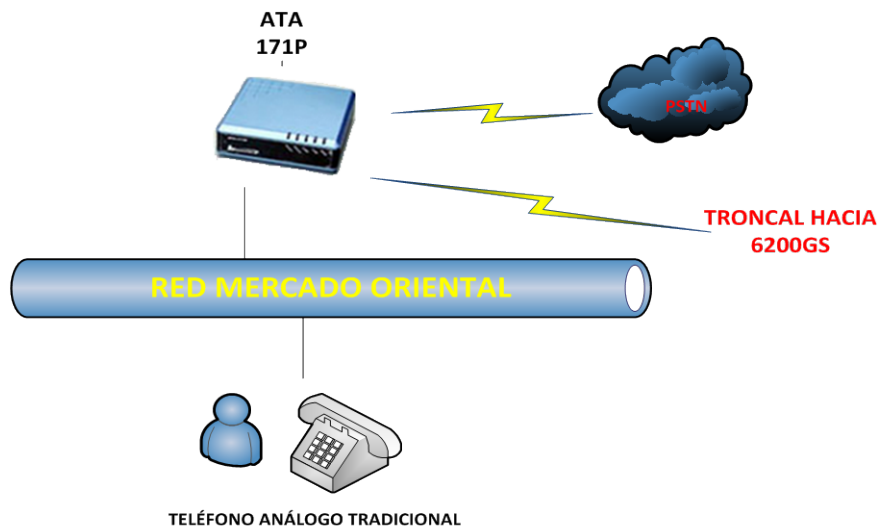 ATA
171P
PSTN
TRONCAL HACIA
6200GS
RED MERCADO ORIENTAL
TELÉFONO ANÁLOGO TRADICIONAL